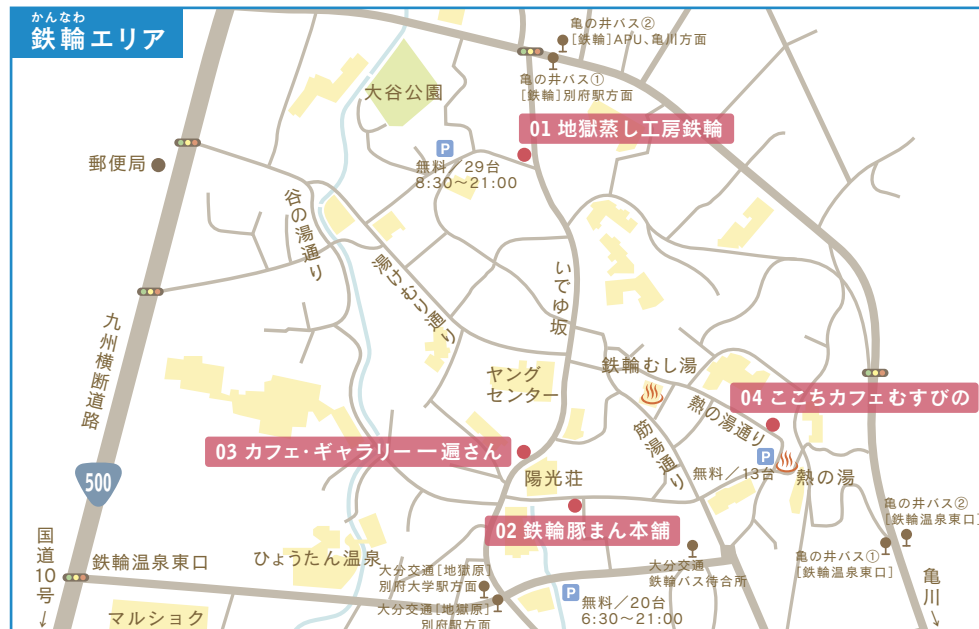 かんなわ
鉄輪エリア
亀の井バス②
[鉄輪]APU、亀川方面
亀の井バス①
[鉄輪]別府駅方面
大谷公園
01 地獄蒸し工房鉄輪
P
無料／29台
8:30〜21:00
郵便局
谷の湯通り
湯けむり通り
いでゆ坂
九州横断道路
ヤング
センター
鉄輪むし湯
04 ここちカフェむすびの
熱の湯通り
筋湯通り
03 カフェ・ギャラリー 一遍さん
P
無料／13台
熱の湯
陽光荘
500
02 鉄輪豚まん本舗
亀の井バス②
[鉄輪温泉東口]
亀の井バス①
[鉄輪温泉東口]
国道10号↓
鉄輪温泉東口
ひょうたん温泉
大分交通[地獄原]
別府大学駅方面
大分交通
鉄輪バス待合所
亀川↓
大分交通[地獄原]
別府駅方面
P
無料／20台
6:30〜21:00
マルショク